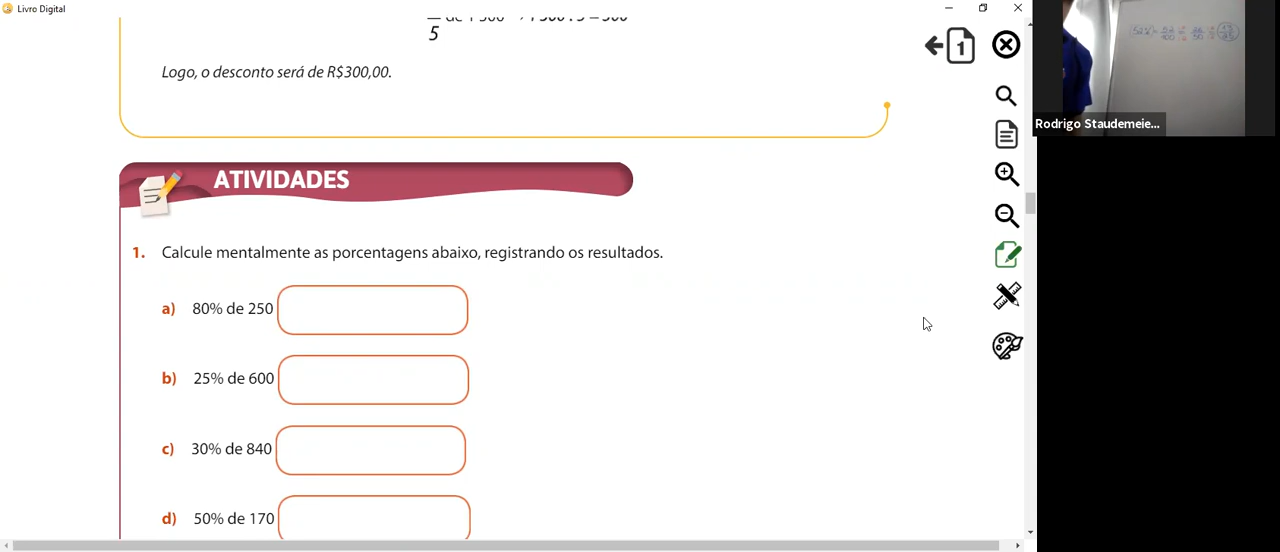 Livro Digital
5
Logo, o desconto será de R$300,00.
1
Rodrigo Staudemeie...
ATIVIDADES
1. Calcule mentalmente as porcentagens abaixo, registrando os resultados.
a) 80% de 250
b) 25% de 600
c) 30% de 840
d) 50% de 170